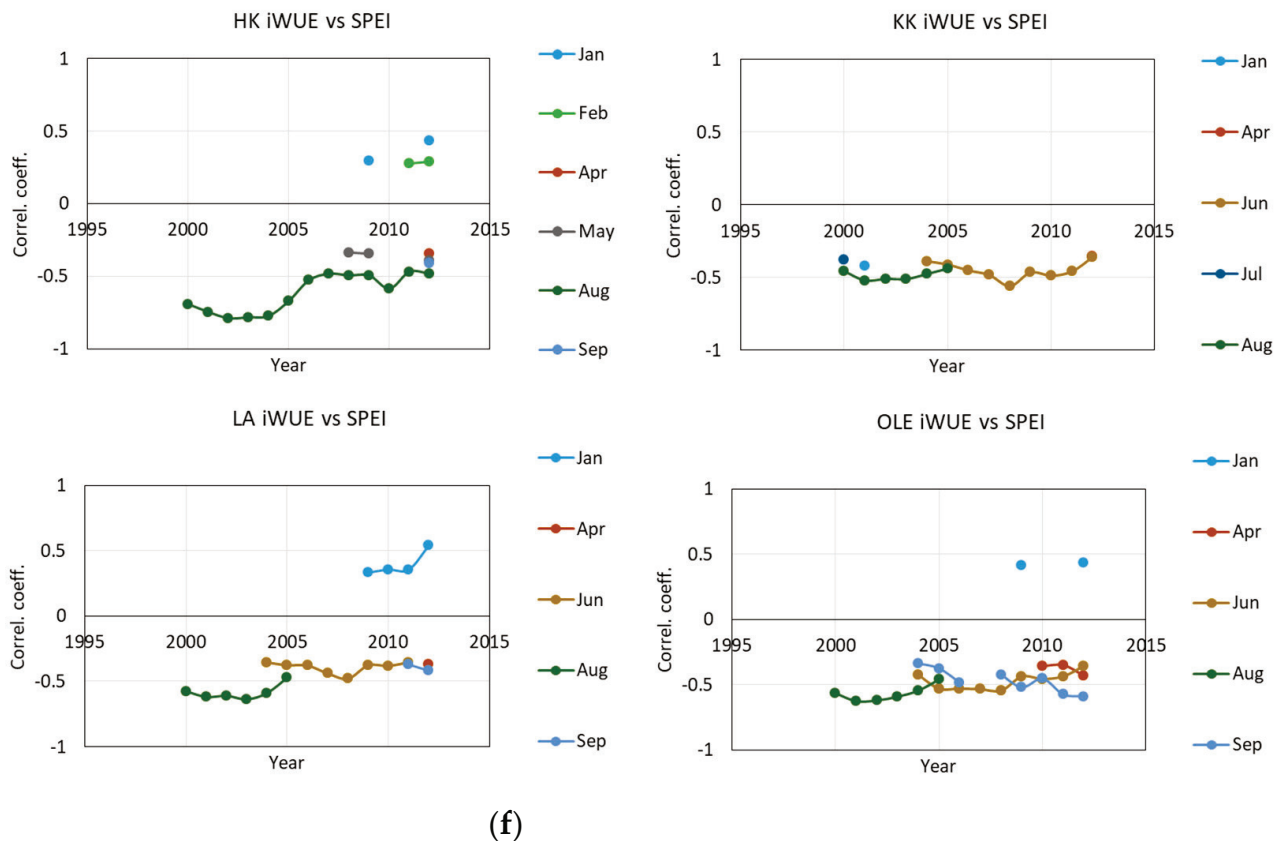 HK iWUE vs SPEI
1
0.5
0
-0.5
-1
1995
2000
2005
2010
2015
Correl. coeff.
Year
Jan
Feb
Apr
May
Aug
Sep
KK iWUE vs SPEI
1
0.5
0
-0.5
-1
1995
2000
2005
2010
2015
Correl. coeff.
Year
Jan
Apr
Jun
Jul
Aug
LA iWUE vs SPEI
1
0.5
0
-0.5
-1
1995
2000
2005
2010
2015
Correl. coeff.
Year
Jan
Apr
Jun
Aug
Sep
OLE iWUE vs SPEI
1
0.5
0
-0.5
-1
1995
2000
2005
2010
2015
Correl. coeff.
Year
Jan
Apr
Jun
Aug
Sep
(f)